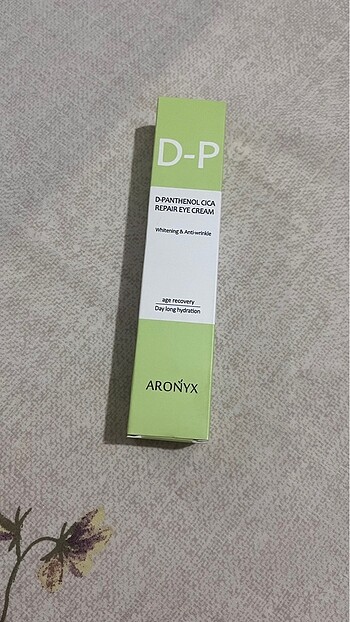 D-P
D-PANTHENOL CICA
REPAIR EYE CREAM
Whitening & Anti-wrinkle
age recovery
Day long hydration
ARONYX